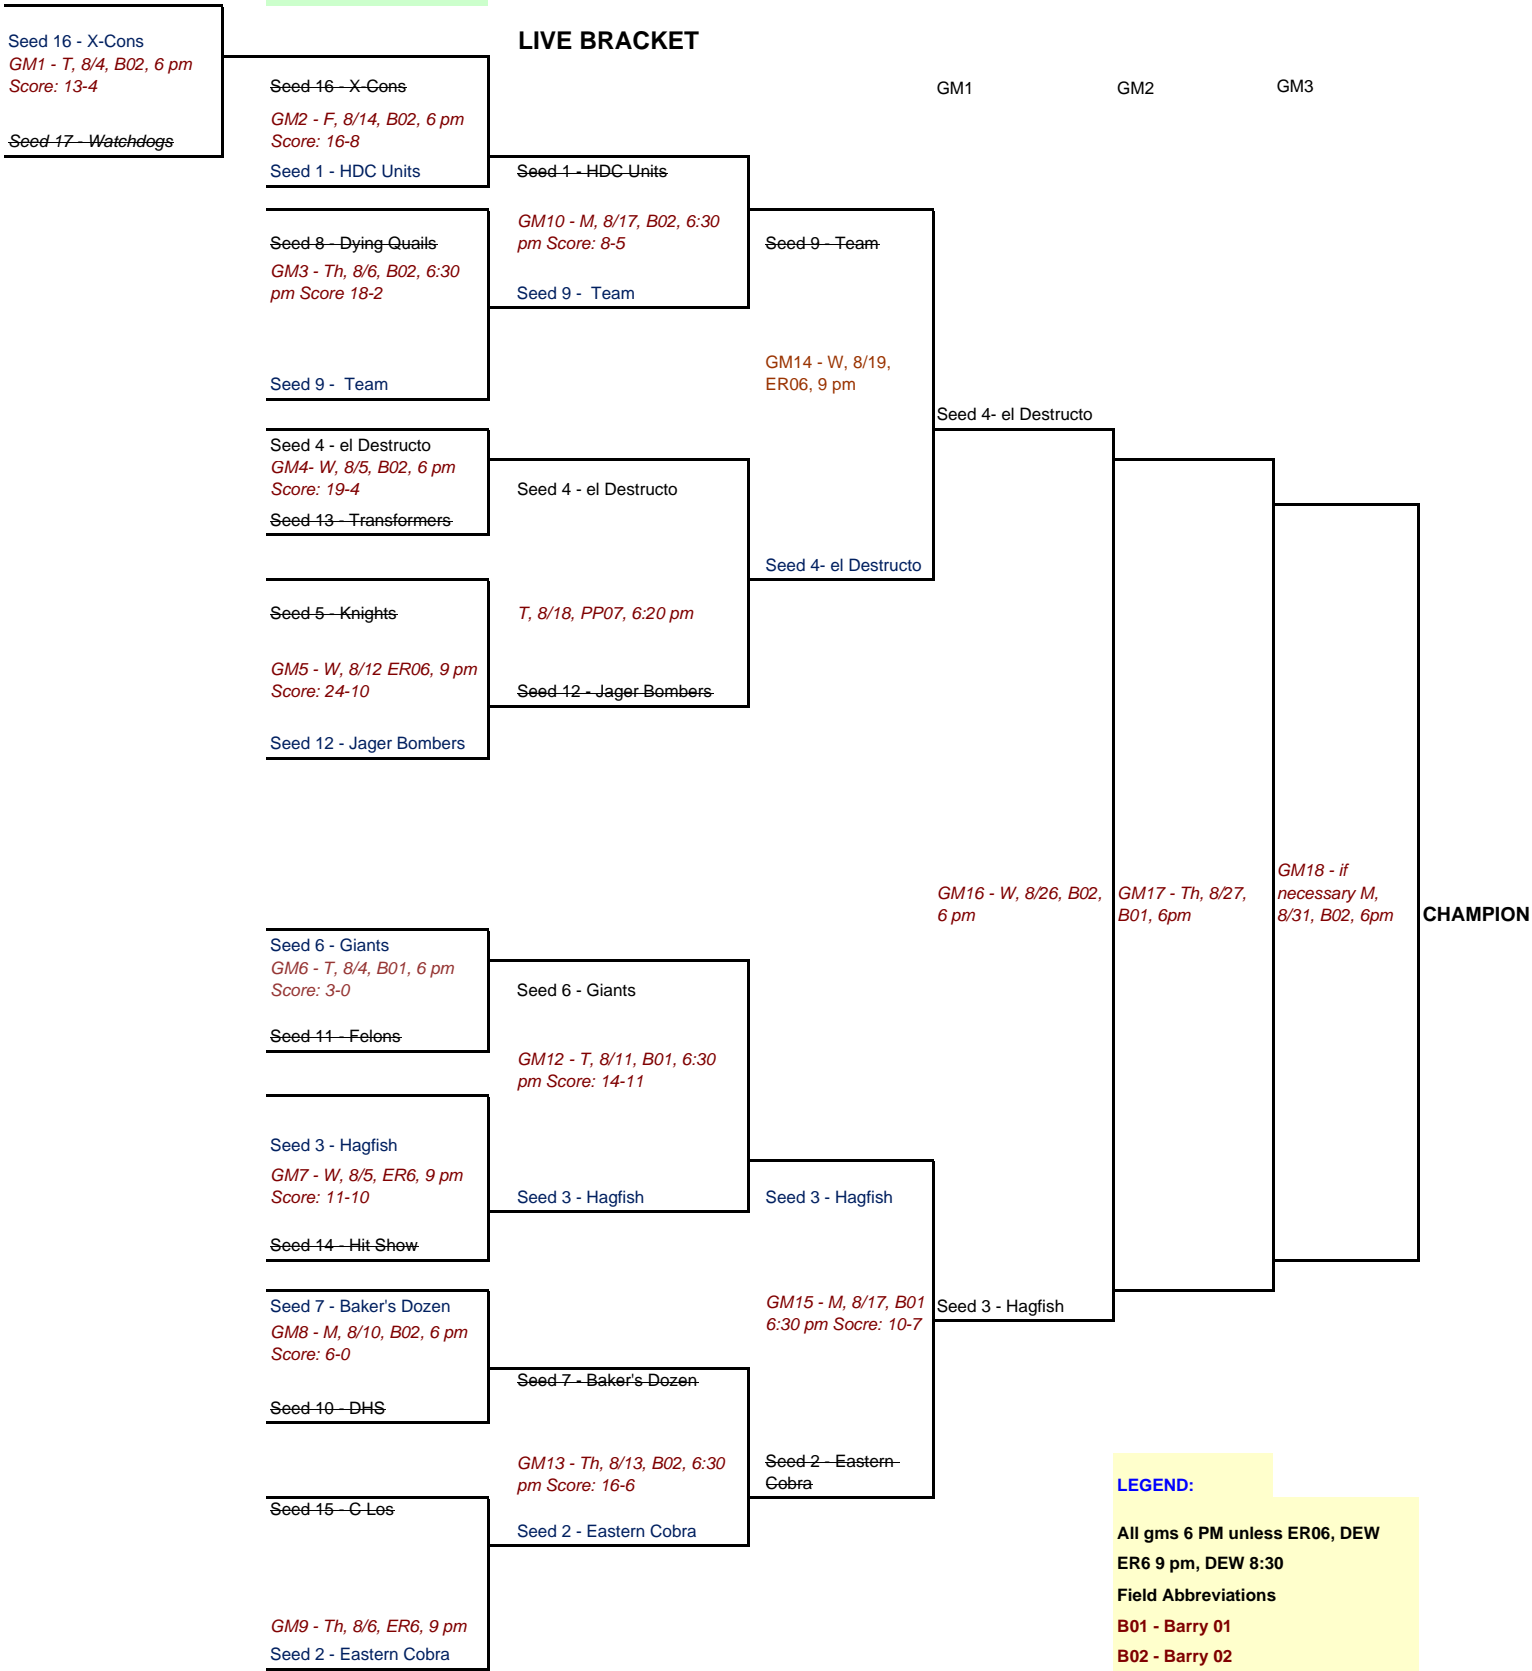 LIVE BRACKET
Seed 16 - X-Cons
GM1 - T, 8/4, B02, 6 pm
Score: 13-4
Seed 17 - Watchdogs
Seed 16 - X-Cons
GM2 - F, 8/14, B02, 6 pm
Score: 16-8
Seed 1 - HDC Units
Seed 8 - Dying Quails
GM3 - Th, 8/6, B02, 6:30
pm Score 18-2
Seed 9 -  Team
Seed 4 - el Destructo
GM4- W, 8/5, B02, 6 pm
Score: 19-4
Seed 13 - Transformers
Seed 5 - Knights
GM5 - W, 8/12 ER06, 9 pm
Score: 24-10
Seed 12 - Jager Bombers
Seed 6 - Giants
GM6 - T, 8/4, B01, 6 pm
Score: 3-0
Seed 11 - Felons
Seed 3 - Hagfish
GM7 - W, 8/5, ER6, 9 pm
Score: 11-10
Seed 14 - Hit Show
Seed 7 - Baker's Dozen
GM8 - M, 8/10, B02, 6 pm
Score: 6-0
Seed 10 - DHS
Seed 15 - C Los
GM9 - Th, 8/6, ER6, 9 pm
Seed 2 - Eastern Cobra
Seed 1 - HDC Units
GM10 - M, 8/17, B02, 6:30
pm Score: 8-5
Seed 9 -  Team
Seed 4 - el Destructo
T, 8/18, PP07, 6:20 pm
Seed 12 - Jager Bombers
Seed 6 - Giants
GM12 - T, 8/11, B01, 6:30
pm Score: 14-11
Seed 3 - Hagfish
Seed 7 - Baker's Dozen
GM13 - Th, 8/13, B02, 6:30
pm Score: 16-6
Seed 2 - Eastern Cobra
Seed 9 - Team
GM14 - W, 8/19,
ER06, 9 pm
Seed 4- el Destructo
Seed 3 - Hagfish
GM15 - M, 8/17, B01
6:30 pm Socre: 10-7
Seed 2 - Eastern
Cobra
GM1
Seed 4- el Destructo
GM16 - W, 8/26, B02,
6 pm
Seed 3 - Hagfish
GM2
GM17 - Th, 8/27,
B01, 6pm
GM3
GM18 - if
necessary M,
8/31, B02, 6pm
CHAMPION
LEGEND:
All gms 6 PM unless ER06, DEW
ER6 9 pm, DEW 8:30
Field Abbreviations
B01 - Barry 01
B02 - Barry 02